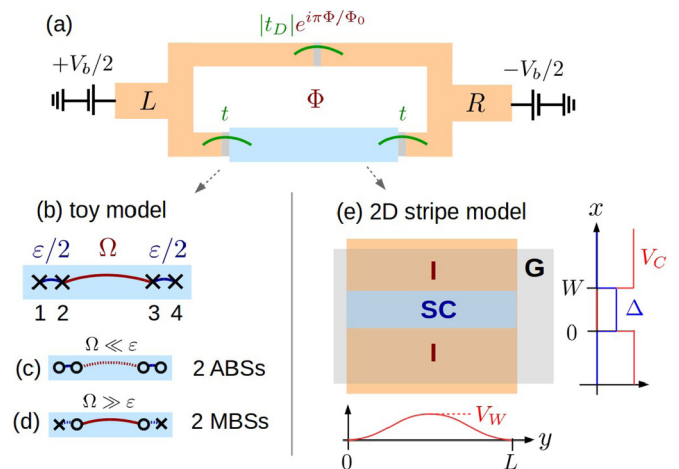 (a)
|t_D|e^{iπΦ/Φ_0}
+V_b/2
−V_b/2
L
Φ
R
t
t
(b) toy model
ε/2
Ω
ε/2
1 2 3 4
(c)
Ω ≪ ε
2 ABSs
(d)
Ω ≫ ε
2 MBSs
(e) 2D stripe model
I
G
SC
I
x
V_C
W
Δ
0
V_W
y
0
L